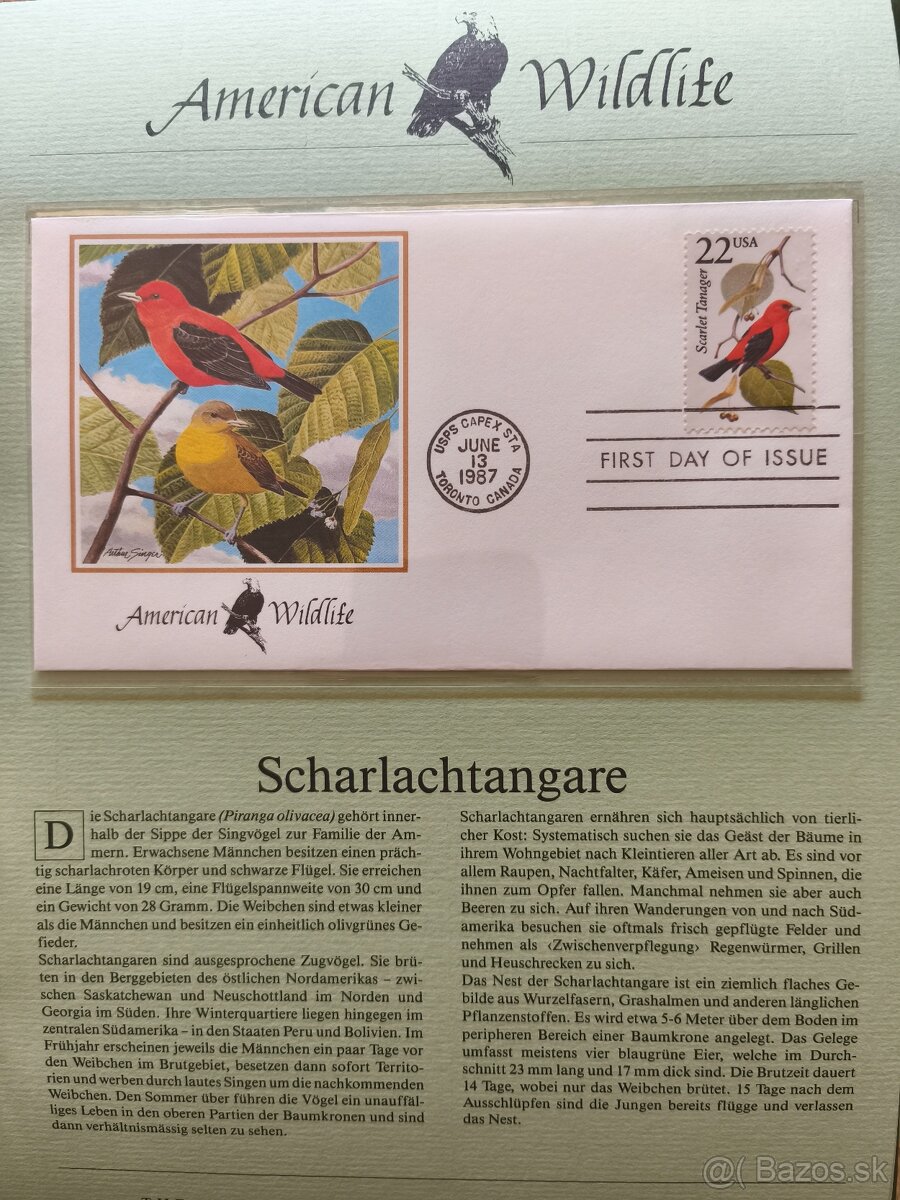 American Wildlife
22 USA
Scarlet Tanager
USPS CAPEX STA
JUNE
13
1987
TORONTO CANADA
FIRST DAY OF ISSUE
Arthur Singer
American Wildlife
Scharlachtangare
Die Scharlachtangare (Piranga olivacea) gehört inner-
halb der Sippe der Singvögel zur Familie der Am-
mern. Erwachsene Männchen besitzen einen präch-
tig scharlachroten Körper und schwarze Flügel. Sie erreichen
eine Länge von 19 cm, eine Flügelspannweite von 30 cm und
ein Gewicht von 28 Gramm. Die Weibchen sind etwas kleiner
als die Männchen und besitzen ein einheitlich olivgrünes Ge-
fieder.
Scharlachtangaren sind ausgesprochene Zugvögel. Sie brü-
ten in den Berggebieten des östlichen Nordamerikas – zwi-
schen Saskatchewan und Neuschottland im Norden und
Georgia im Süden. Ihre Winterquartiere liegen hingegen im
zentralen Südamerika – in den Staaten Peru und Bolivien. Im
Frühjahr erscheinen jeweils die Männchen ein paar Tage vor
den Weibchen im Brutgebiet, besetzen dann sofort Territo-
rien und werben durch lautes Singen um die nachkommenden
Weibchen. Den Sommer über führen die Vögel ein unauffäl-
liges Leben in den oberen Partien der Baumkronen und sind
dann verhältnismässig selten zu sehen.
Scharlachtangaren ernähren sich hauptsächlich von tierli-
cher Kost: Systematisch suchen sie das Geäst der Bäume in
ihrem Wohngebiet nach Kleintieren aller Art ab. Es sind vor
allem Raupen, Nachtfalter, Käfer, Ameisen und Spinnen, die
ihnen zum Opfer fallen. Manchmal nehmen sie aber auch
Beeren zu sich. Auf ihren Wanderungen von und nach Süd-
amerika besuchen sie oftmals frisch gepflügte Felder und
nehmen als ‹Zwischenverpflegung› Regenwürmer, Grillen
und Heuschrecken zu sich.
Das Nest der Scharlachtangare ist ein ziemlich flaches Ge-
bilde aus Wurzelfasern, Grashalmen und anderen länglichen
Pflanzenstoffen. Es wird etwa 5-6 Meter über dem Boden im
peripheren Bereich einer Baumkrone angelegt. Das Gelege
umfasst meistens vier blaugrüne Eier, welche im Durch-
schnitt 23 mm lang und 17 mm dick sind. Die Brutzeit dauert
14 Tage, wobei nur das Weibchen brütet. 15 Tage nach dem
Ausschlüpfen sind die Jungen bereits flügge und verlassen
das Nest.
@( Bazos.sk